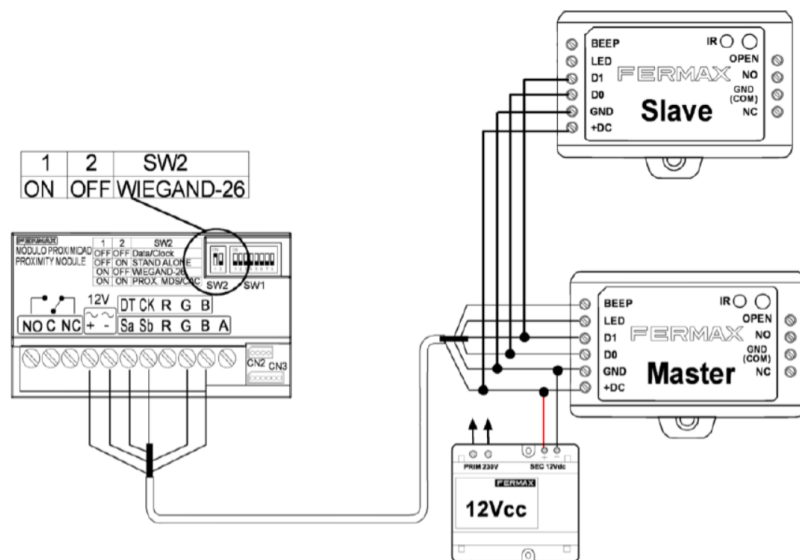 1 2 SW2
ON OFF WIEGAND-26
FERMAX
MÓDULO PROXIMIDAD
PROXIMITY MODULE
1 2 SW2
OFF OFF Data/Clock
OFF ON STAND ALONE
ON OFF WIEGAND-26
ON ON PROX. MDS/CAC
SW2 SW1
12V
DT CK R G B
NO C NC + - Sa Sb R G B A
CN2
CN3
BEEP
LED
D1
D0
GND
+DC
FERMAX
Slave
IR
OPEN
NO
GND
(COM)
NC
BEEP
LED
D1
D0
GND
+DC
FERMAX
Master
IR
OPEN
NO
GND
(COM)
NC
PRIM 230V
SEC 12Vdc
+ -
FERMAX
12Vcc